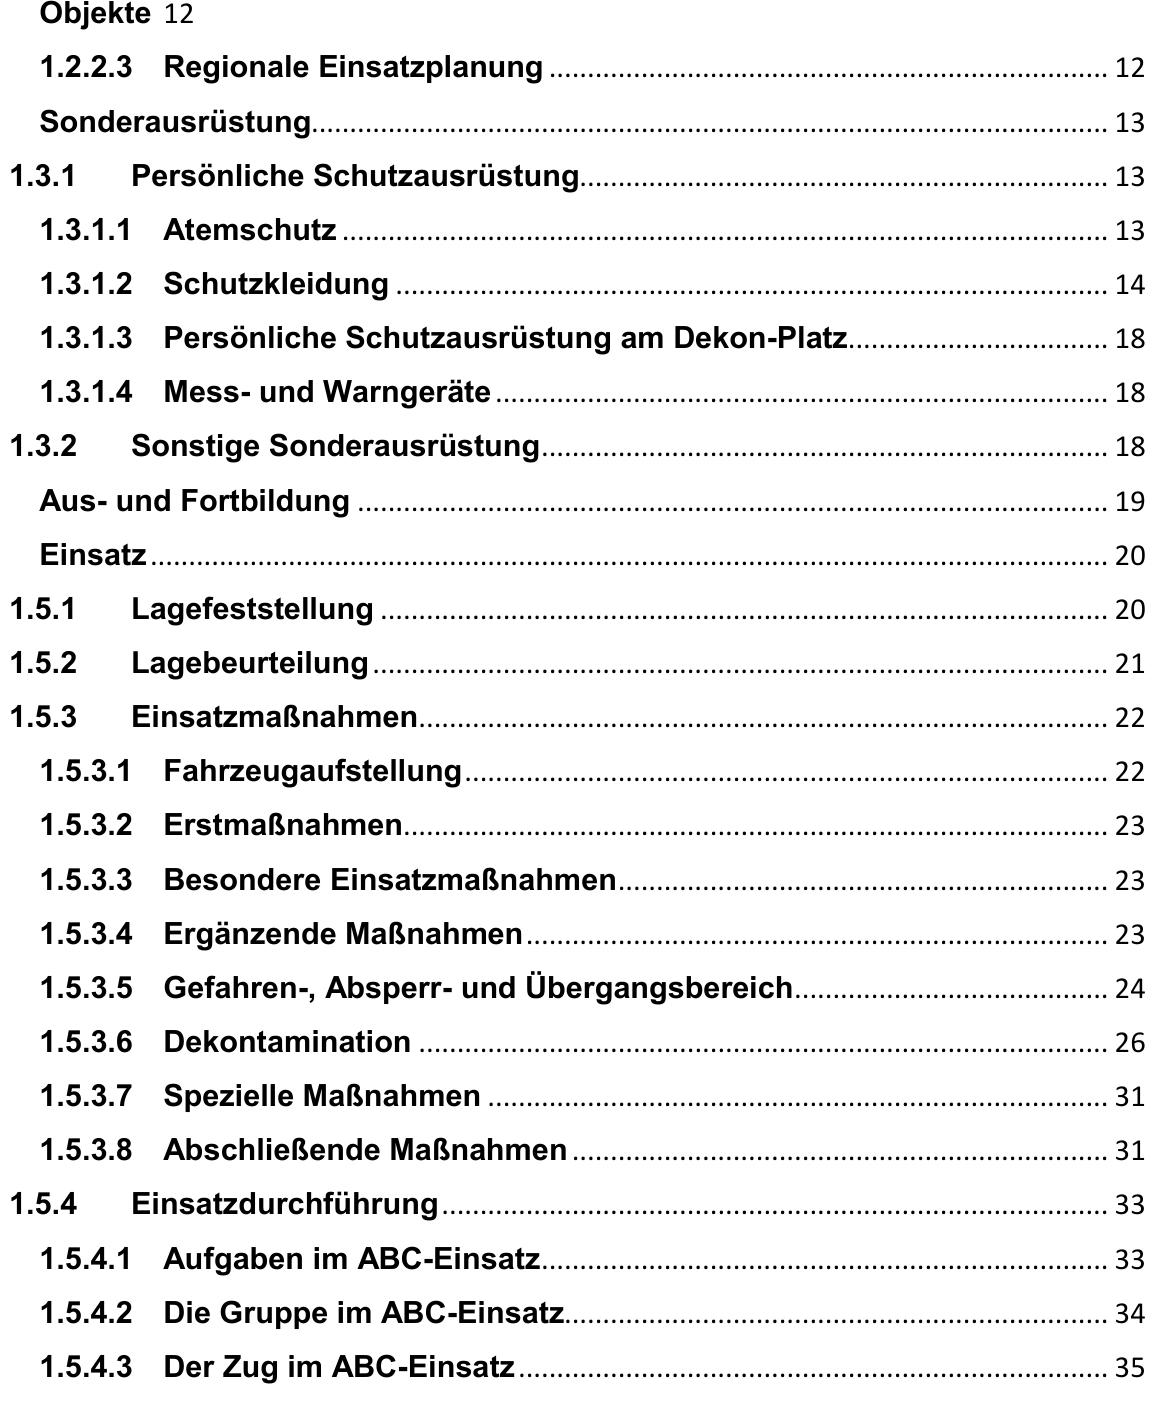 Objekte 12
1.2.2.3 Regionale Einsatzplanung 12
Sonderausrüstung 13
1.3.1 Persönliche Schutzausrüstung 13
1.3.1.1 Atemschutz 13
1.3.1.2 Schutzkleidung 14
1.3.1.3 Persönliche Schutzausrüstung am Dekon-Platz 18
1.3.1.4 Mess- und Warngeräte 18
1.3.2 Sonstige Sonderausrüstung 18
Aus- und Fortbildung 19
Einsatz 20
1.5.1 Lagefeststellung 20
1.5.2 Lagebeurteilung 21
1.5.3 Einsatzmaßnahmen 22
1.5.3.1 Fahrzeugaufstellung 22
1.5.3.2 Erstmaßnahmen 23
1.5.3.3 Besondere Einsatzmaßnahmen 23
1.5.3.4 Ergänzende Maßnahmen 23
1.5.3.5 Gefahren-, Absperr- und Übergangsbereich 24
1.5.3.6 Dekontamination 26
1.5.3.7 Spezielle Maßnahmen 31
1.5.3.8 Abschließende Maßnahmen 31
1.5.4 Einsatzdurchführung 33
1.5.4.1 Aufgaben im ABC-Einsatz 33
1.5.4.2 Die Gruppe im ABC-Einsatz 34
1.5.4.3 Der Zug im ABC-Einsatz 35